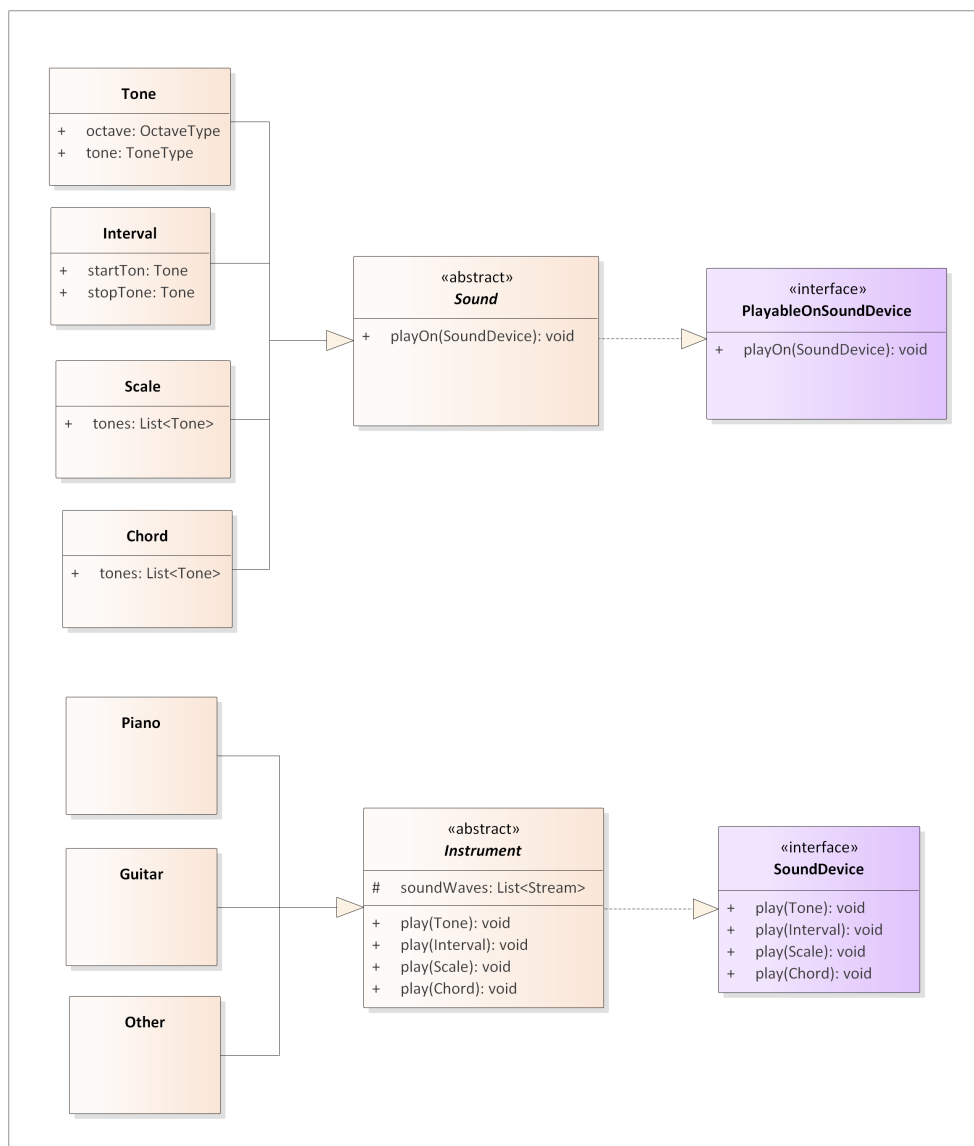 Tone
+ octave: OctaveType
+ tone: ToneType
Interval
+ startTon: Tone
+ stopTone: Tone
Scale
+ tones: List<Tone>
Chord
+ tones: List<Tone>
«abstract»
Sound
+ playOn(SoundDevice): void
«interface»
PlayableOnSoundDevice
+ playOn(SoundDevice): void
Piano
Guitar
Other
«abstract»
Instrument
# soundWaves: List<Stream>
+ play(Tone): void
+ play(Interval): void
+ play(Scale): void
+ play(Chord): void
«interface»
SoundDevice
+ play(Tone): void
+ play(Interval): void
+ play(Scale): void
+ play(Chord): void